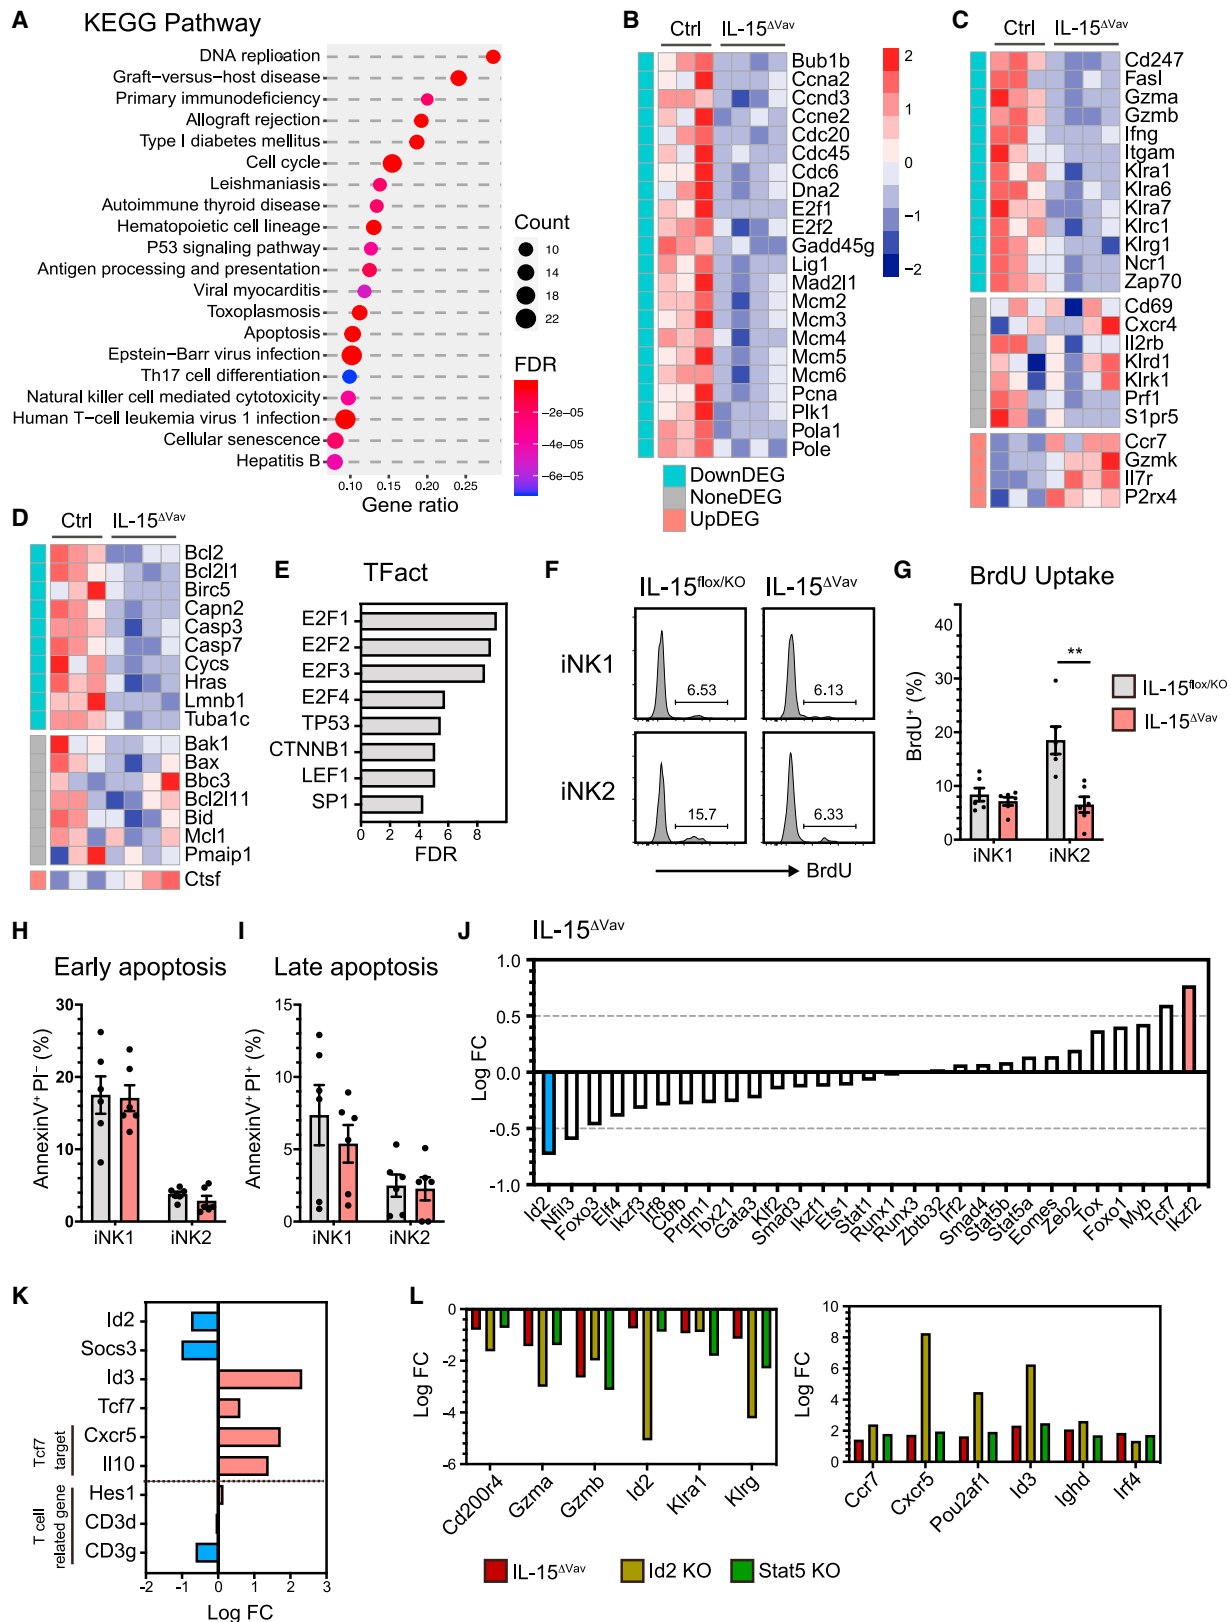 A
KEGG Pathway
DNA replication
Graft-versus-host disease
Primary immunodeficiency
Allograft rejection
Type I diabetes mellitus
Cell cycle
Leishmaniasis
Autoimmune thyroid disease
Hematopoietic cell lineage
P53 signaling pathway
Antigen processing and presentation
Viral myocarditis
Toxoplasmosis
Apoptosis
Epstein−Barr virus infection
Th17 cell differentiation
Natural killer cell mediated cytotoxicity
Human T−cell leukemia virus 1 infection
Cellular senescence
Hepatitis B
0.10 0.15 0.20 0.25
Gene ratio
Count
10
14
18
22
FDR
−2e−05
−4e−05
−6e−05
B
Ctrl IL-15ΔVav
Bub1b
Ccna2
Ccnd3
Ccne2
Cdc20
Cdc45
Cdc6
Dna2
E2f1
E2f2
Gadd45g
Lig1
Mad2l1
Mcm2
Mcm3
Mcm4
Mcm5
Mcm6
Pcna
Plk1
Pola1
Pole
2
1
0
−1
−2
DownDEG
NoneDEG
UpDEG
C
Ctrl IL-15ΔVav
Cd247
Fasl
Gzma
Gzmb
Ifng
Itgam
Klra1
Klra6
Klra7
Klrc1
Klrg1
Ncr1
Zap70
Cd69
Cxcr4
Il2rb
Klrd1
Klrk1
Prf1
S1pr5
Ccr7
Gzmk
Il7r
P2rx4
D
Ctrl IL-15ΔVav
Bcl2
Bcl2l1
Birc5
Capn2
Casp3
Casp7
Cycs
Hras
Lmnb1
Tuba1c
Bak1
Bax
Bbc3
Bcl2l11
Bid
Mcl1
Pmaip1
Ctsf
E
TFact
E2F1
E2F2
E2F3
E2F4
TP53
CTNNB1
LEF1
SP1
0 2 4 6 8
FDR
F
IL-15flox/KO IL-15ΔVav
iNK1
6.53 6.13
iNK2
15.7 6.33
BrdU
G
BrdU Uptake
BrdU+ (%)
40
30
20
10
0
**
iNK1 iNK2
IL-15flox/KO
IL-15ΔVav
H
Early apoptosis
AnnexinV+ PI− (%)
30
20
10
0
iNK1 iNK2
I
Late apoptosis
AnnexinV+ PI+ (%)
15
10
5
0
iNK1 iNK2
J
IL-15ΔVav
Log FC
1.0
0.5
0.0
-0.5
-1.0
Id2 Nfil3 Foxo3 Elf4 Ikzf3 Irf8 Cbfb Prdm1 Tbx21 Gata3 Klf2 Smad3 Ikzf1 Ets1 Stat1 Runx1 Runx3 Zbtb32 Irf2 Smad4 Stat5b Stat5a Eomes Zeb2 Tox Foxo1 Myb Tcf7 Ikzf2
K
Id2
Socs3
Id3
Tcf7
Cxcr5
Il10
Hes1
CD3d
CD3g
Tcf7
target
T cell
related gene
-2 -1 0 1 2 3
Log FC
L
Log FC
0
-2
-4
-6
Cd200r4 Gzma Gzmb Id2 Klra1 Klrg
Log FC
10
8
6
4
2
0
Ccr7 Cxcr5 Pou2af1 Id3 Ighd Irf4
IL-15ΔVav Id2 KO Stat5 KO